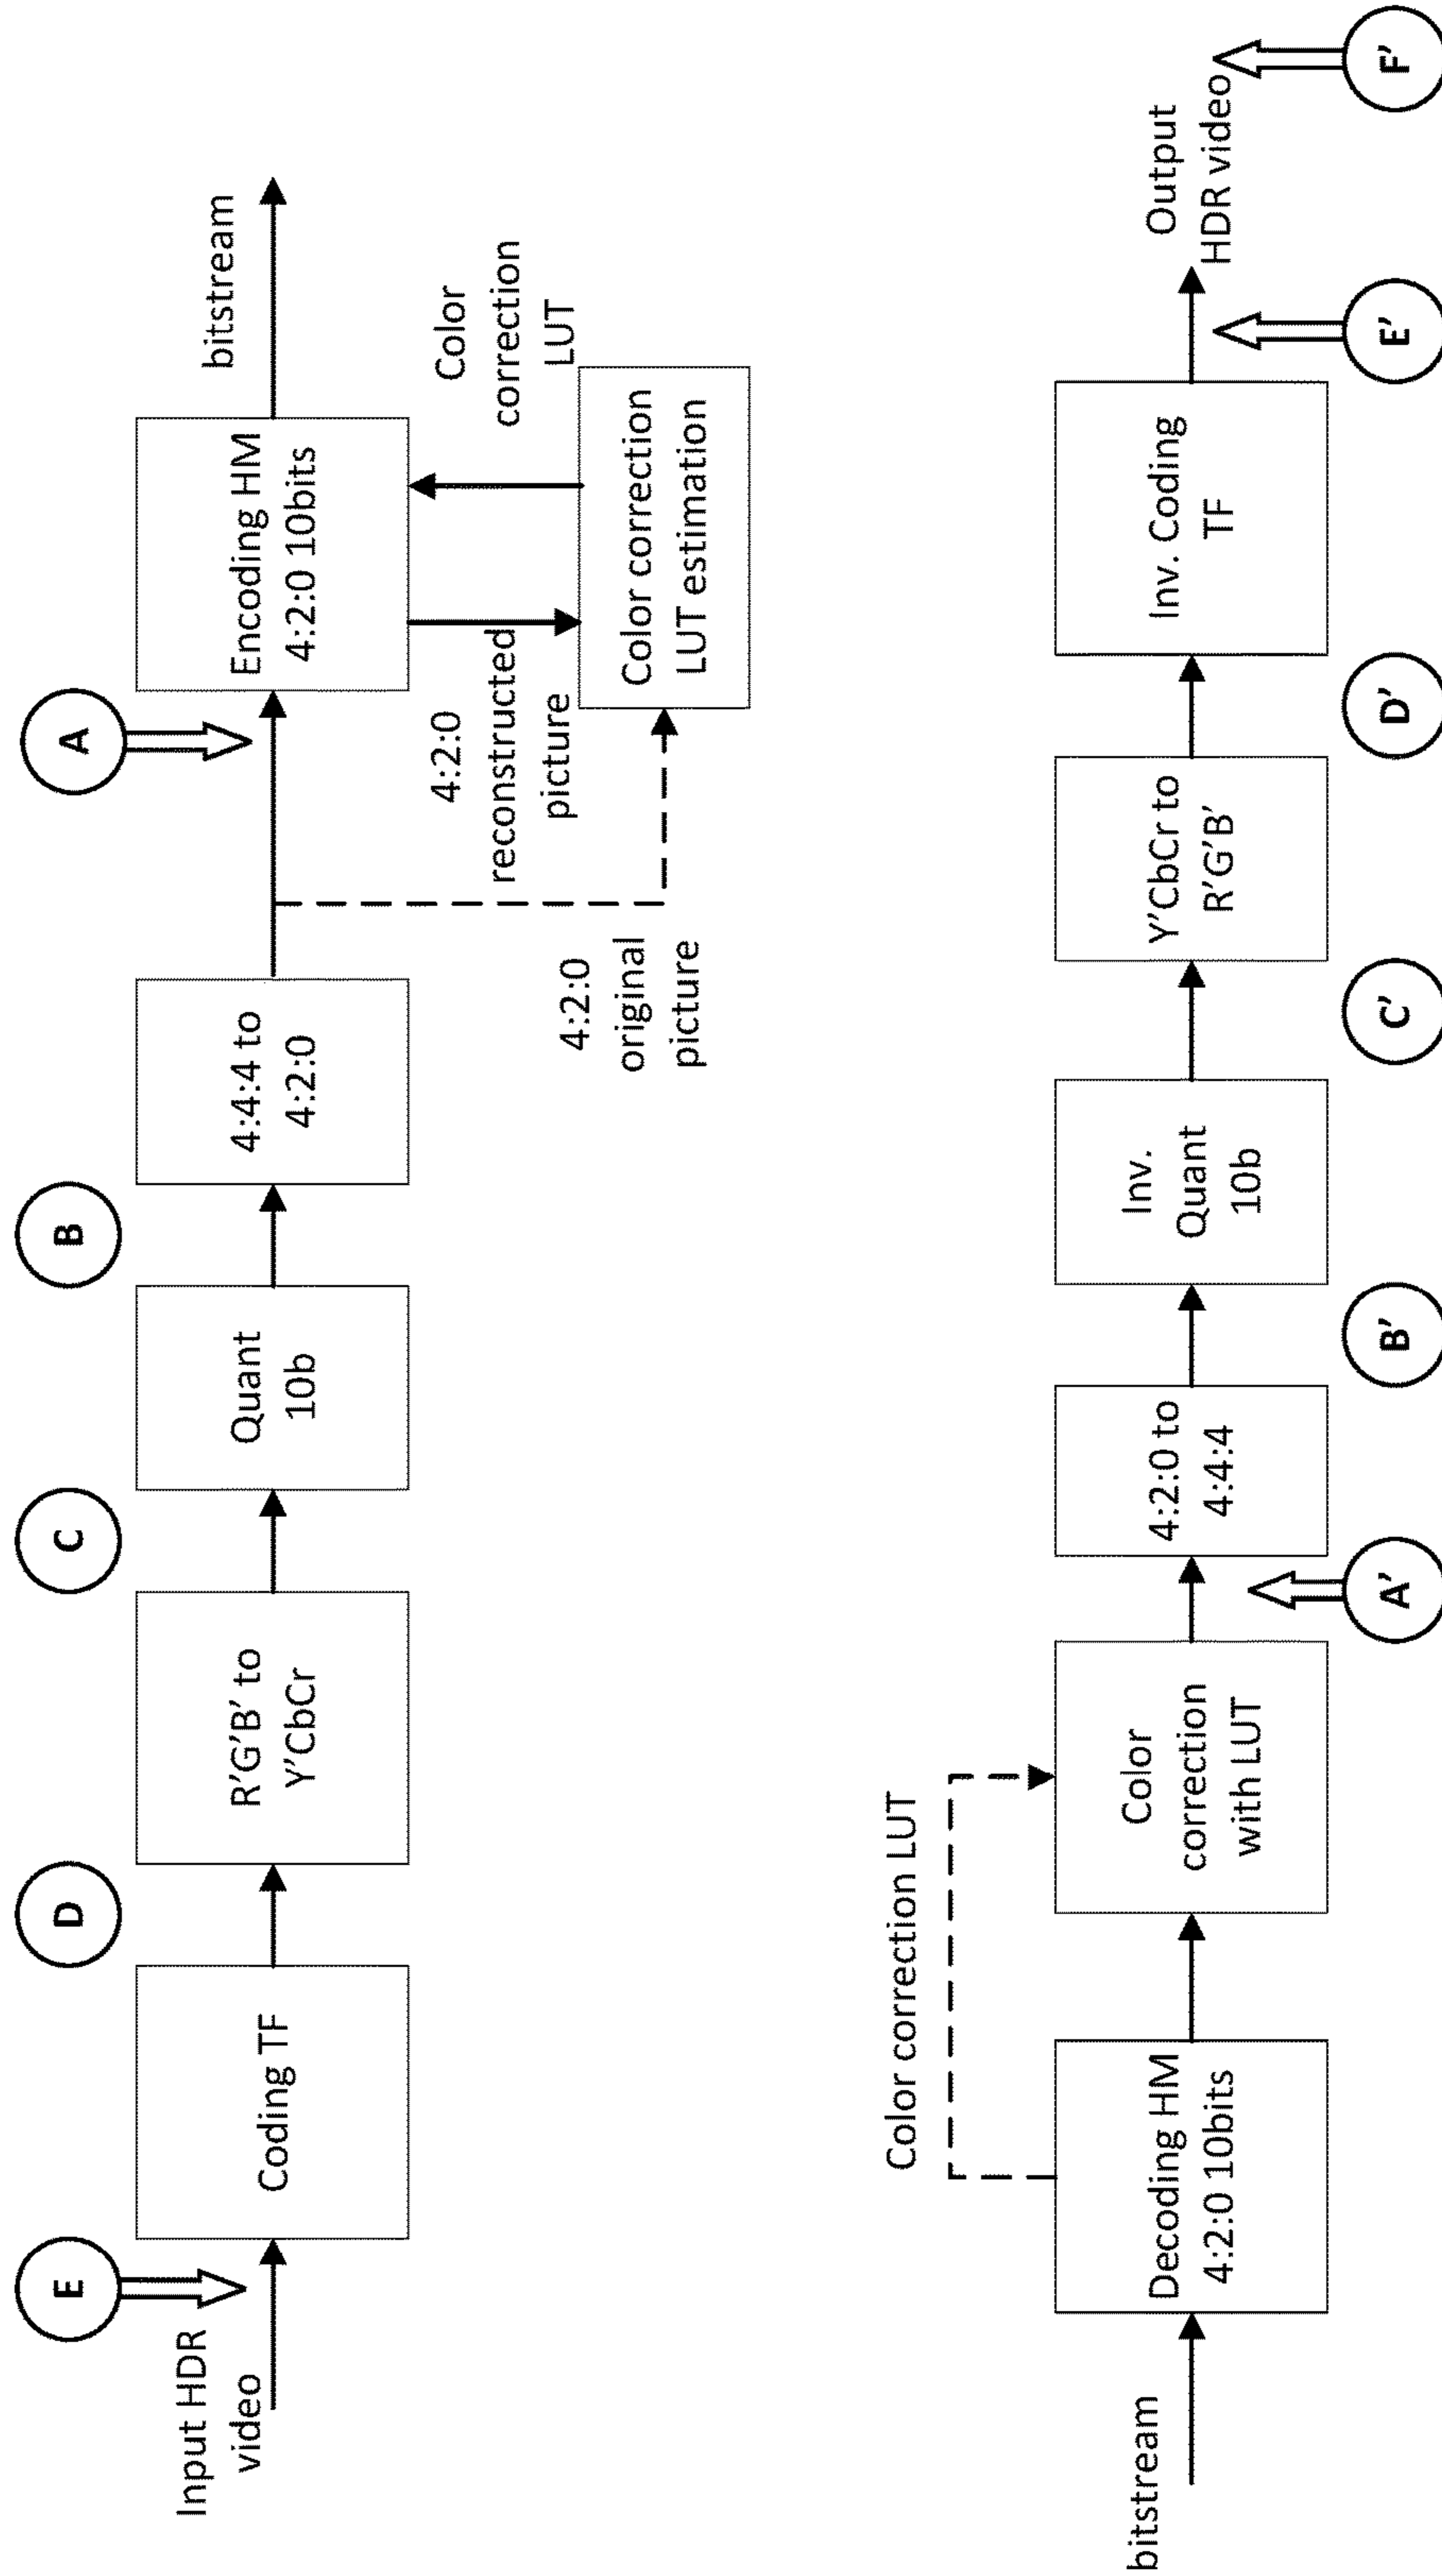 E
D
C
B
A
Input HDR
video
Coding TF
R'G'B' to
Y'CbCr
Quant
10b
4:4:4 to
4:2:0
Encoding HM
4:2:0 10bits
bitstream
4:2:0
original
picture
4:2:0
reconstructed
picture
Color
correction
LUT
Color correction
LUT estimation
Color correction LUT
bitstream
Decoding HM
4:2:0 10bits
Color
correction
with LUT
4:2:0 to
4:4:4
Inv.
Quant
10b
Y'CbCr to
R'G'B'
Inv. Coding
TF
Output
HDR video
A'
B'
C'
D'
E'
F'